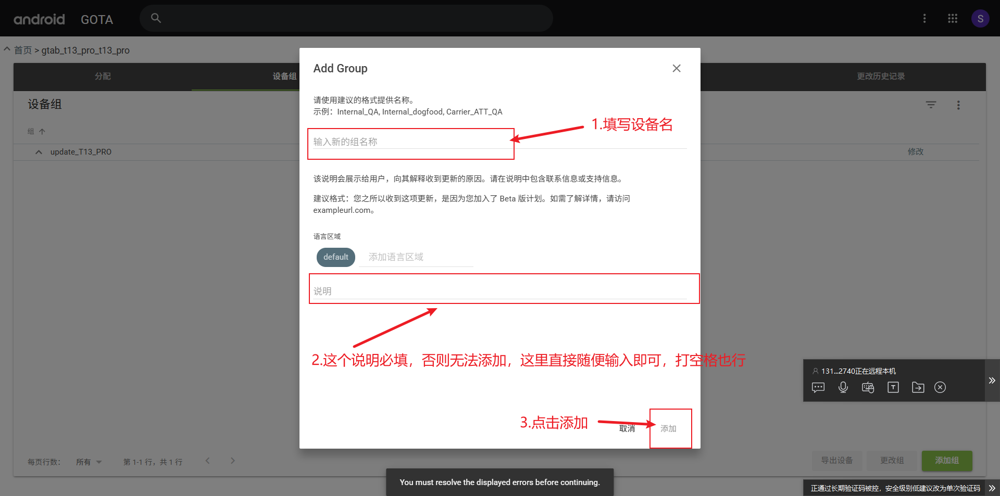 android GOTA
S
首页 > gtab_t13_pro_t13_pro
分配
设备组
更改历史记录
设备组
组
update_T13_PRO
修改
Add Group
请使用建议的格式提供名称。
示例：Internal_QA, Internal_dogfood, Carrier_ATT_QA
1.填写设备名
输入新的组名称
该说明会展示给用户，向其解释收到更新的原因。请在说明中包含联系信息或支持信息。
建议格式：您之所以收到这项更新，是因为您加入了 Beta 版计划。如需了解详情，请访问
exampleurl.com。
语言区域
default 添加语言区域
说明
2.这个说明必填，否则无法添加，这里直接随便输入即可，打空格也行
131...2740正在远程本机
T
3.点击添加
取消
添加
每页行数：
所有
第 1-1 行，共 1 行
导出设备
更改组
添加组
You must resolve the displayed errors before continuing.
正通过长期验证码被控，安全级别低建议改为单次验证码